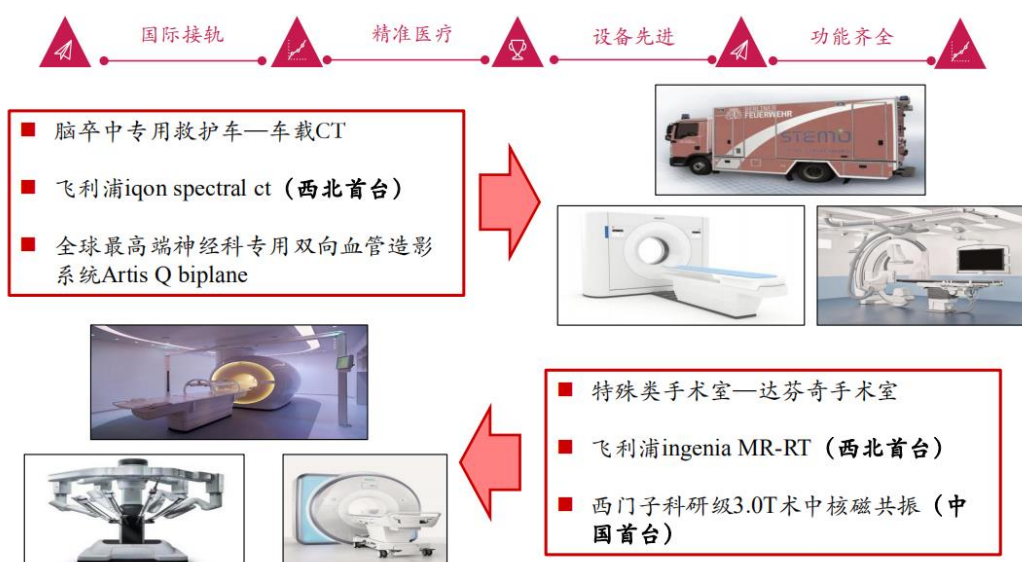 国际接轨
精准医疗
设备先进
功能齐全
脑卒中专用救护车—车载CT
飞利浦iqon spectral ct（西北首台）
全球最高端神经科专用双向血管造影
系统Artis Q biplane
BERLINER
FEUERWEHR
STEMO
特殊类手术室—达芬奇手术室
飞利浦ingenia MR-RT（西北首台）
西门子科研级3.0T术中核磁共振（中
国首台）